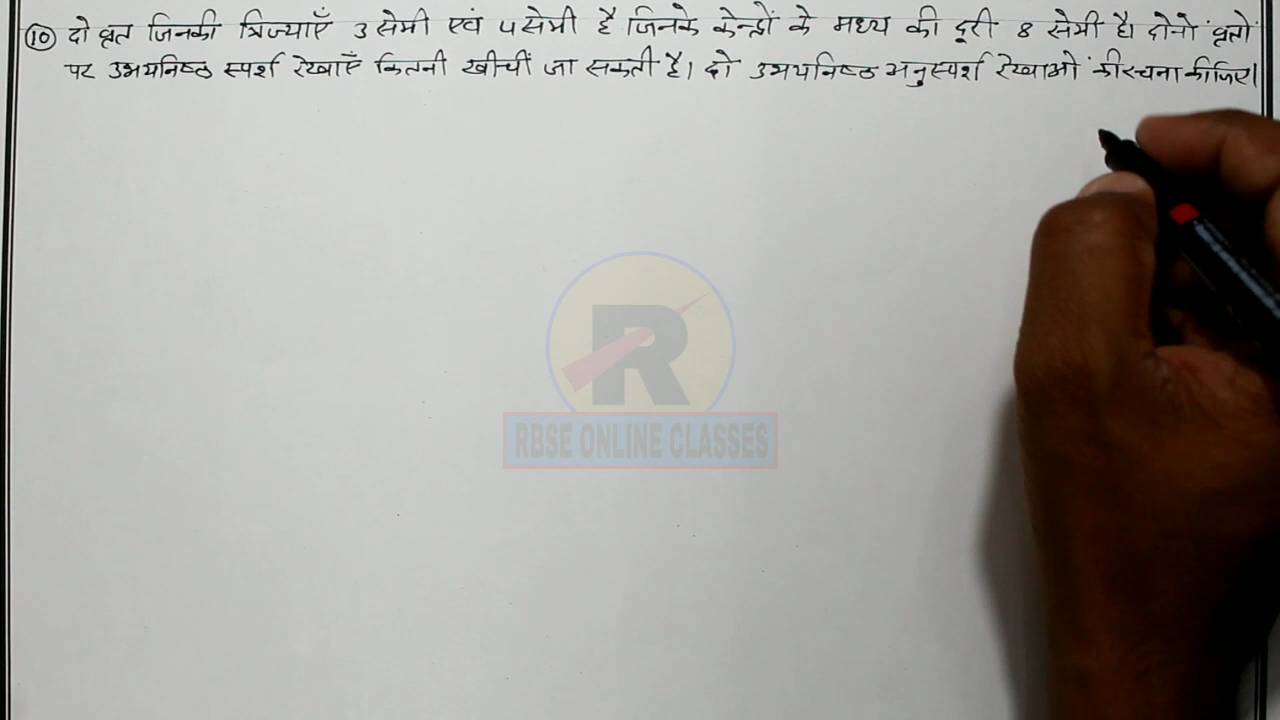 ⑩ दो वृत जिनकी त्रिज्याएँ 3 सेमी एवं 4 सेमी है जिनके केन्द्रों के मध्य की दूरी 8 सेमी है। दोनों वृतों
पर उभयनिष्ठ स्पर्श रेखाएँ कितनी खीचीं जा सकती है। दो उभयनिष्ठ अनुस्पर्श रेखाओं की रचना कीजिए।
R
RBSE ONLINE CLASSES